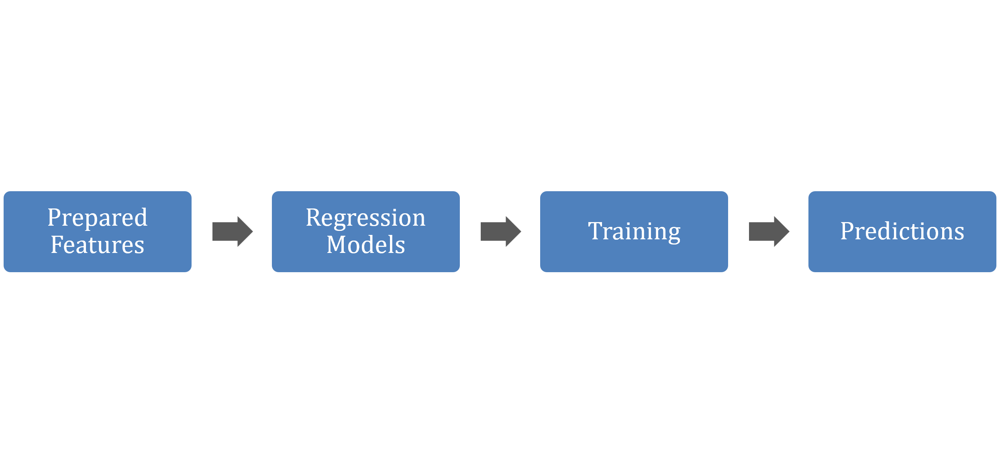 Prepared
Features
Regression
Models
Training
Predictions